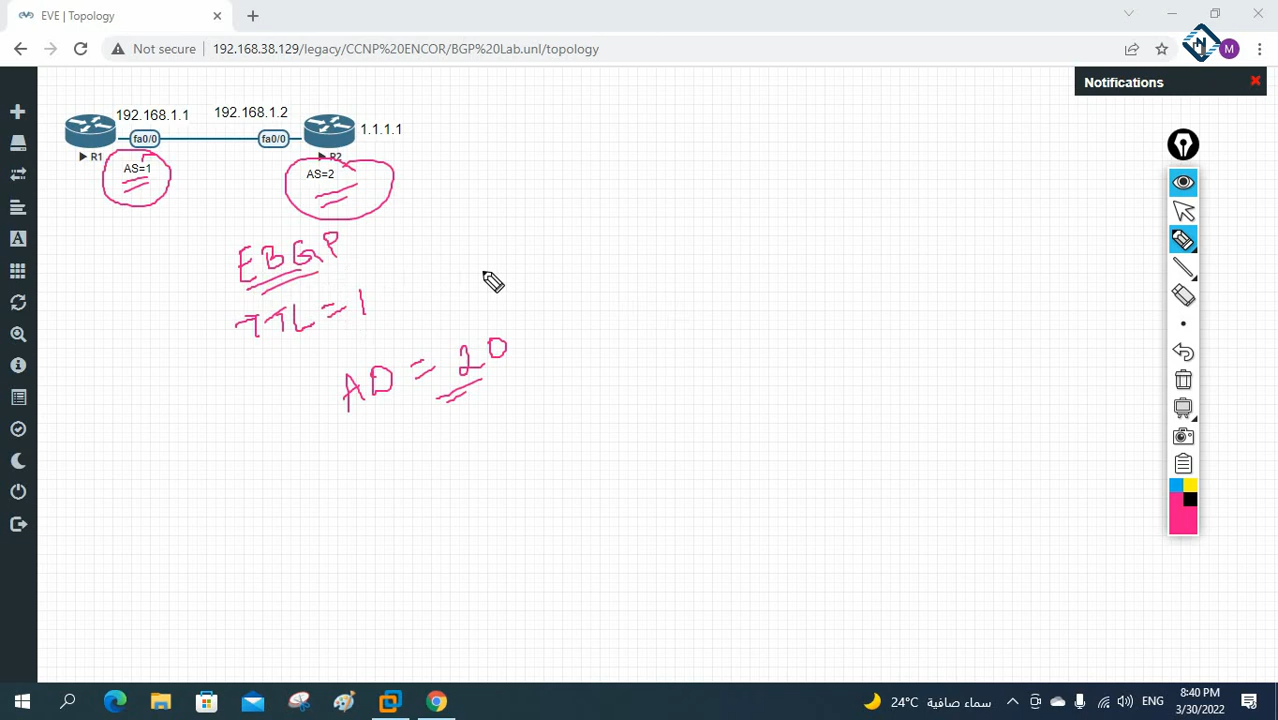 EVE | Topology
Not secure
192.168.38.129/legacy/CCNP%20ENCOR/BGP%20Lab.unl/topology
M
Notifications
192.168.1.1
192.168.1.2
1.1.1.1
fa0/0
fa0/0
R1
R2
AS=1
AS=2
EBGP
TTL=1
AD=20
A
24°C سماء صافية
ENG
8:40 PM
3/30/2022